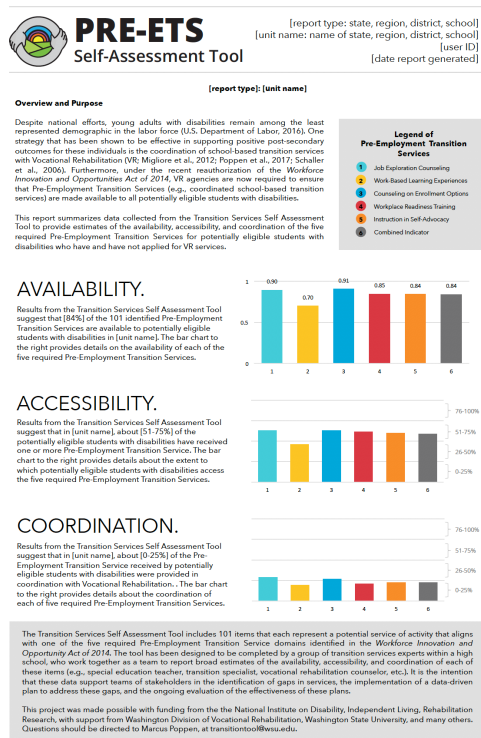 PRE-ETS
Self-Assessment Tool
[report type: state, region, district, school]
[unit name: name of state, region, district, school]
[user ID]
[date report generated]
[report type]: [unit name]
Overview and Purpose
Despite national efforts, young adults with disabilities remain among the least
represented demographic in the labor force (U.S. Department of Labor, 2016). One
strategy that has been shown to be effective in supporting positive post-secondary
outcomes for these individuals is the coordination of school-based transition services
with Vocational Rehabilitation (VR; Migliore et al., 2012; Poppen et al., 2017; Schaller
et al., 2006). Furthermore, under the recent reauthorization of the Workforce
Innovation and Opportunities Act of 2014, VR agencies are now required to ensure
that Pre-Employment Transition Services (e.g., coordinated school-based transition
services) are made available to all potentially eligible students with disabilities.
This report summarizes data collected from the Transition Services Self Assessment
Tool to provide estimates of the availability, accessibility, and coordination of the five
required Pre-Employment Transition Services for potentially eligible students with
disabilities who have and have not applied for VR services.
Legend of
Pre-Employment Transition
Services
1 Job Exploration Counseling
2 Work-Based Learning Experiences
3 Counseling on Enrollment Options
4 Workplace Readiness Training
5 Instruction in Self-Advocacy
6 Combined Indicator
AVAILABILITY.
Results from the Transition Services Self Assessment Tool
suggest that [84%] of the 101 identified Pre-Employment
Transition Services are available to potentially eligible
students with disabilities in [unit name]. The bar chart to
the right provides details on the availability of each of the
five required Pre-Employment Transition Services.
1
0.5
0
0.90 0.70 0.91 0.85 0.84 0.84
1 2 3 4 5 6
ACCESSIBILITY.
Results from the Transition Services Self Assessment Tool
suggest that in [unit name], about [51-75%] of the
potentially eligible students with disabilities have received
one or more Pre-Employment Transition Service. The bar
chart to the right provides details about the extent to
which potentially eligible students with disabilities access
the five required Pre-Employment Transition Services.
76-100%
51-75%
26-50%
0-25%
1 2 3 4 5 6
COORDINATION.
Results from the Transition Services Self Assessment Tool
suggest that in [unit name], about [0-25%] of the Pre-
Employment Transition Service received by potentially
eligible students with disabilities were provided in
coordination with Vocational Rehabilitation. . The bar chart
to the right provides details about the coordination of
each of five required Pre-Employment Transition Services.
76-100%
51-75%
26-50%
0-25%
1 2 3 4 5 6
The Transition Services Self Assessment Tool includes 101 items that each represent a potential service of activity that aligns
with one of the five required Pre-Employment Transition Service domains identified in the Workforce Innovation and
Opportunity Act of 2014. The tool has been designed to be completed by a group of transition services experts within a high
school, who work together as a team to report broad estimates of the availability, accessibility, and coordination of each of
these items (e.g., special education teacher, transition specialist, vocational rehabilitation counselor, etc.). It is the intention
that these data support teams of stakeholders in the identification of gaps in services, the implementation of a data-driven
plan to address these gaps, and the ongoing evaluation of the effectiveness of these plans.
This project was made possible with funding from the the National Institute on Disability, Independent Living, Rehabilitation
Research, with support from Washington Division of Vocational Rehabilitation, Washington State University, and many others.
Questions should be directed to Marcus Poppen, at transitiontool@wsu.edu.